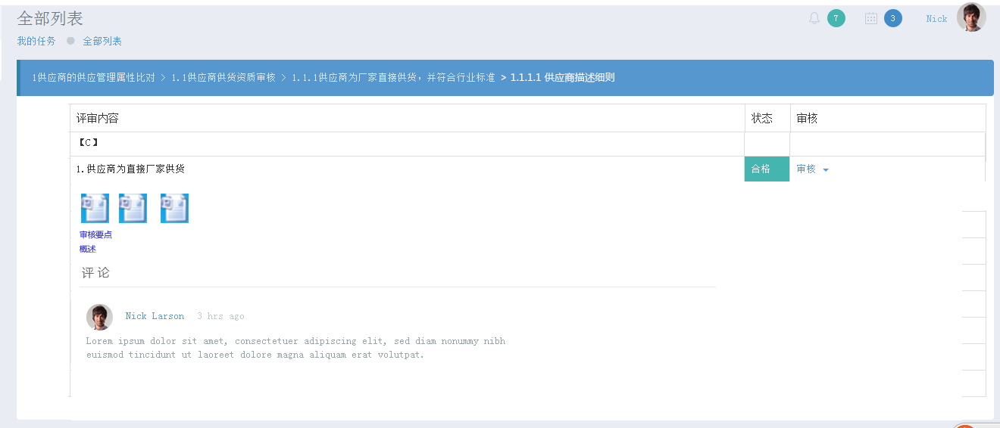 全部列表
7
3
Nick
我的任务 全部列表
1供应商的供应管理属性比对 > 1.1供应商供货资质审核 > 1.1.1供应商为厂家直接供货，并符合行业标准 > 1.1.1.1 供应商描述细则
评审内容 状态 审核
【C】
1.供应商为直接厂家供货 合格 审核
审核要点
概述
评论
Nick Larson 3 hrs ago
Lorem ipsum dolor sit amet, consectetuer adipiscing elit, sed diam nonummy nibh
euismod tincidunt ut laoreet dolore magna aliquam erat volutpat.